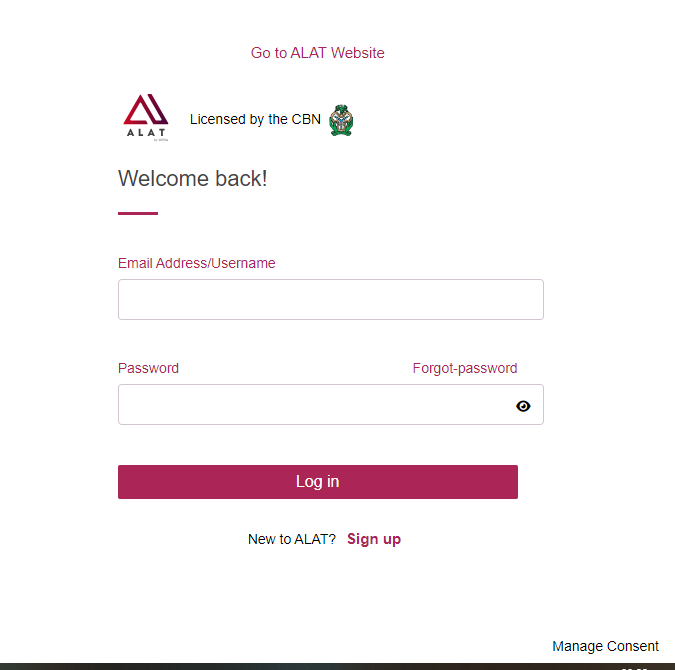 Go to ALAT Website
ALAT
Licensed by the CBN
Welcome back!
Email Address/Username
Password Forgot-password
Log in
New to ALAT? Sign up
Manage Consent